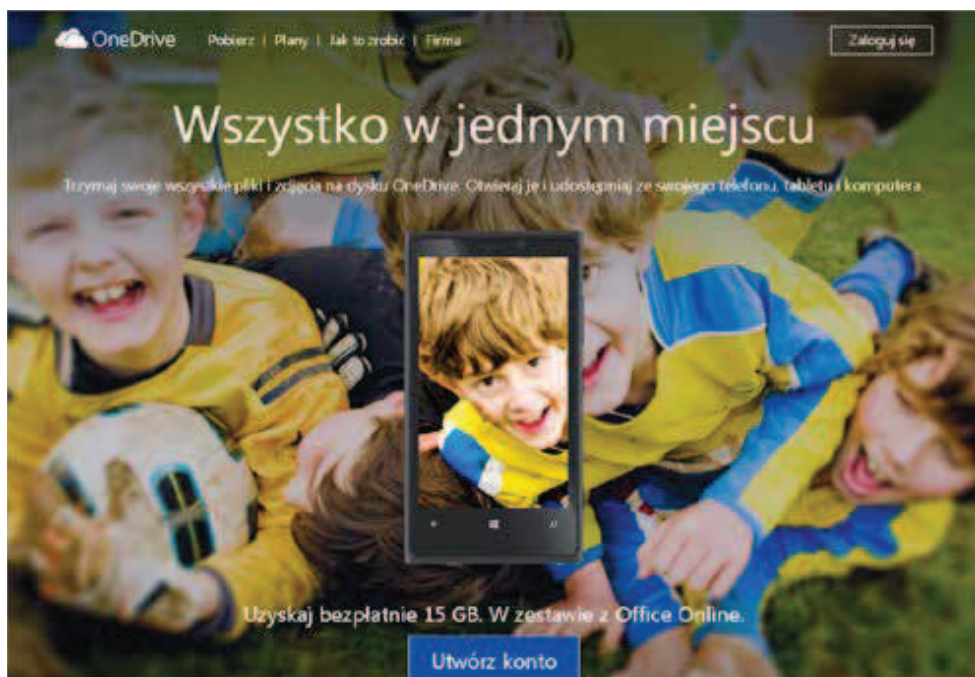 OneDrive Pobierz | Plany | Jak to zrobić | Firma Zaloguj się
Wszystko w jednym miejscu
Trzymaj swoje wszystkie pliki i zdjęcia na dysku OneDrive. Otwieraj je i udostępniaj ze swojego telefonu, tabletu i komputera.
Uzyskaj bezpłatnie 15 GB. W zestawie z Office Online.
Utwórz konto